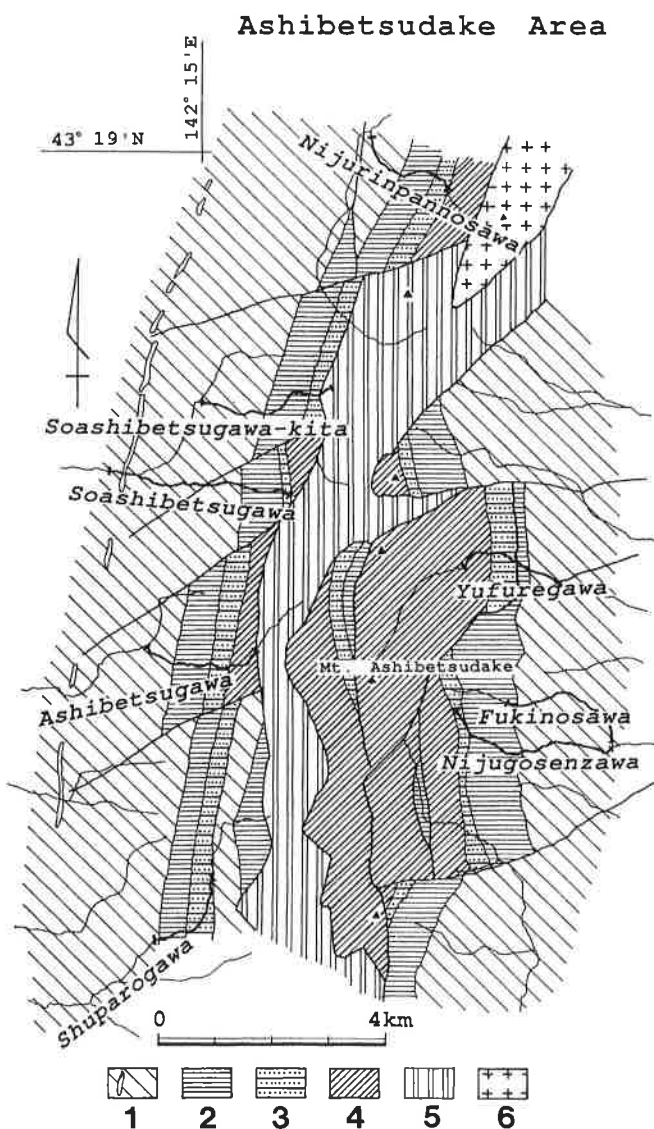 Ashibetsudake Area
142° 15'E
43° 19'N
Nijurinpannosawa
Soashibetsugawa-kita
Soashibetsugawa
Yufuregawa
Mt. Ashibetsudake
Ashibetsugawa
Fukinosawa
Nijugosenzawa
Shuparogawa
0 4km
1 2 3 4 5 6